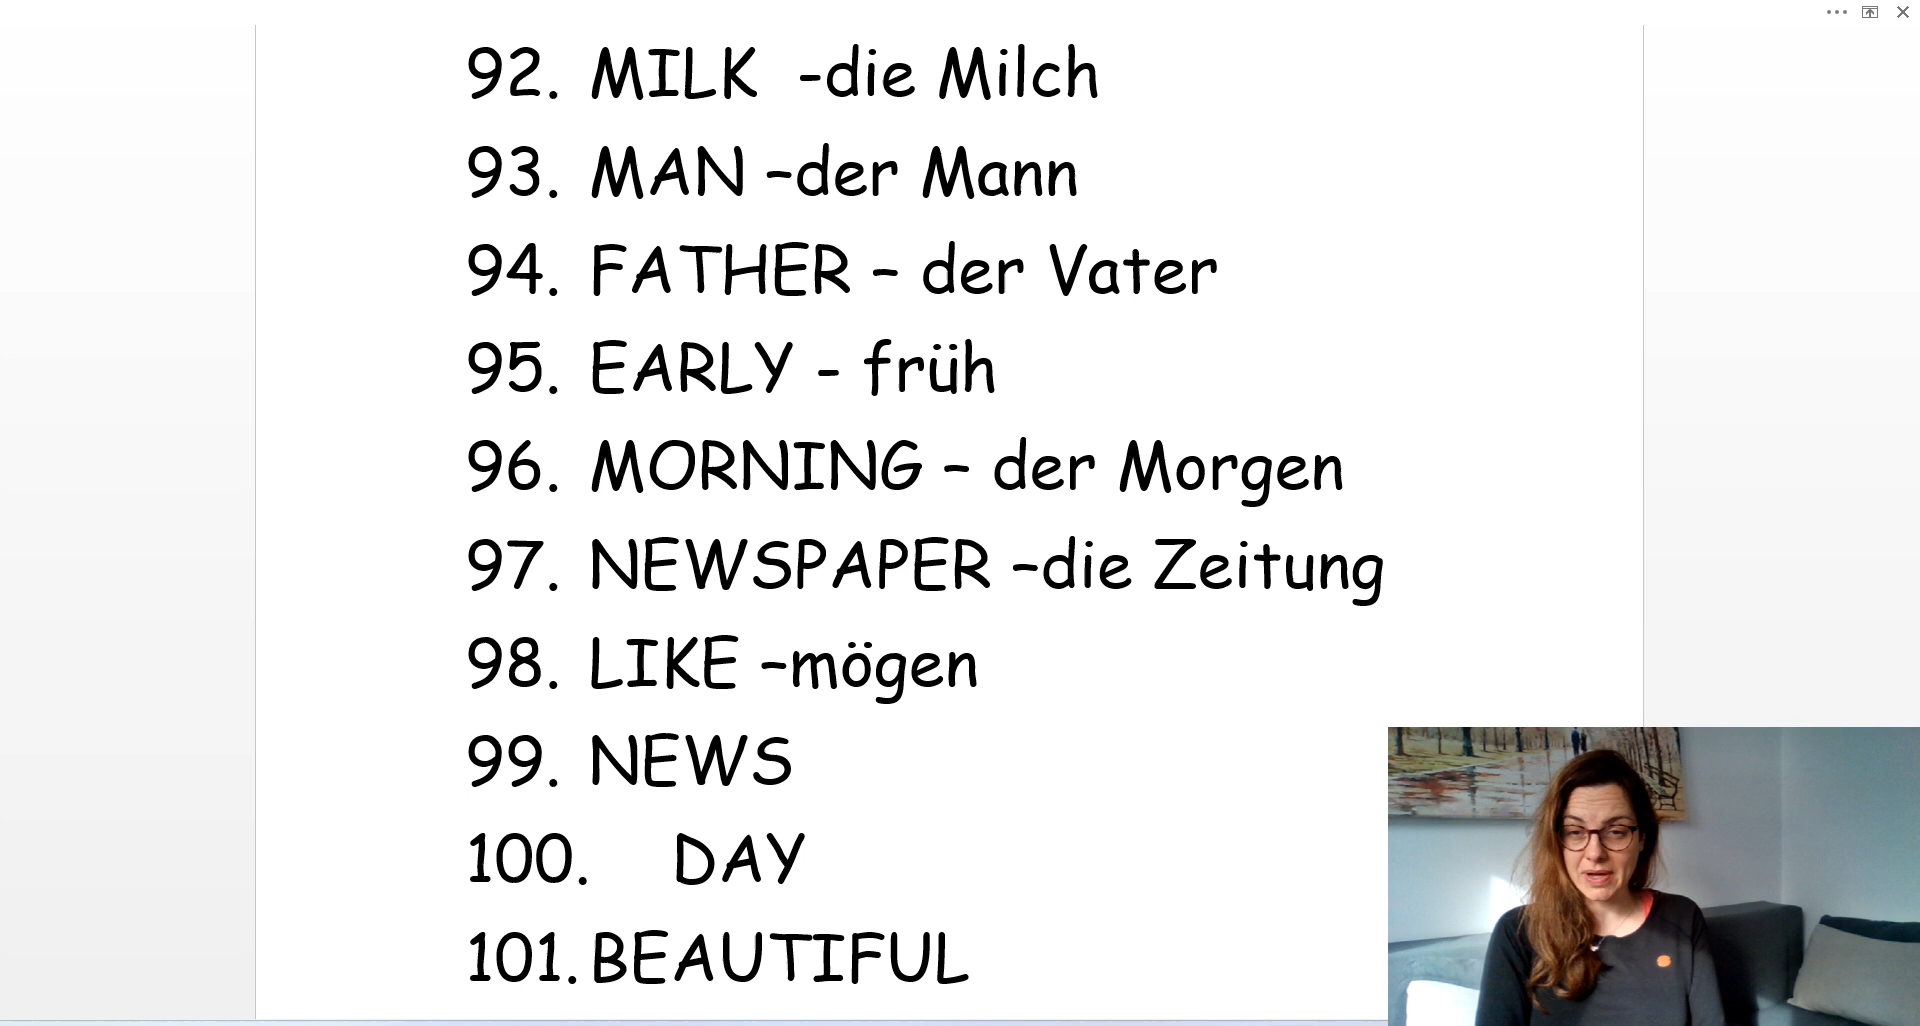 92. MILK -die Milch
93. MAN –der Mann
94. FATHER – der Vater
95. EARLY - früh
96. MORNING – der Morgen
97. NEWSPAPER –die Zeitung
98. LIKE –mögen
99. NEWS
100. DAY
101. BEAUTIFUL